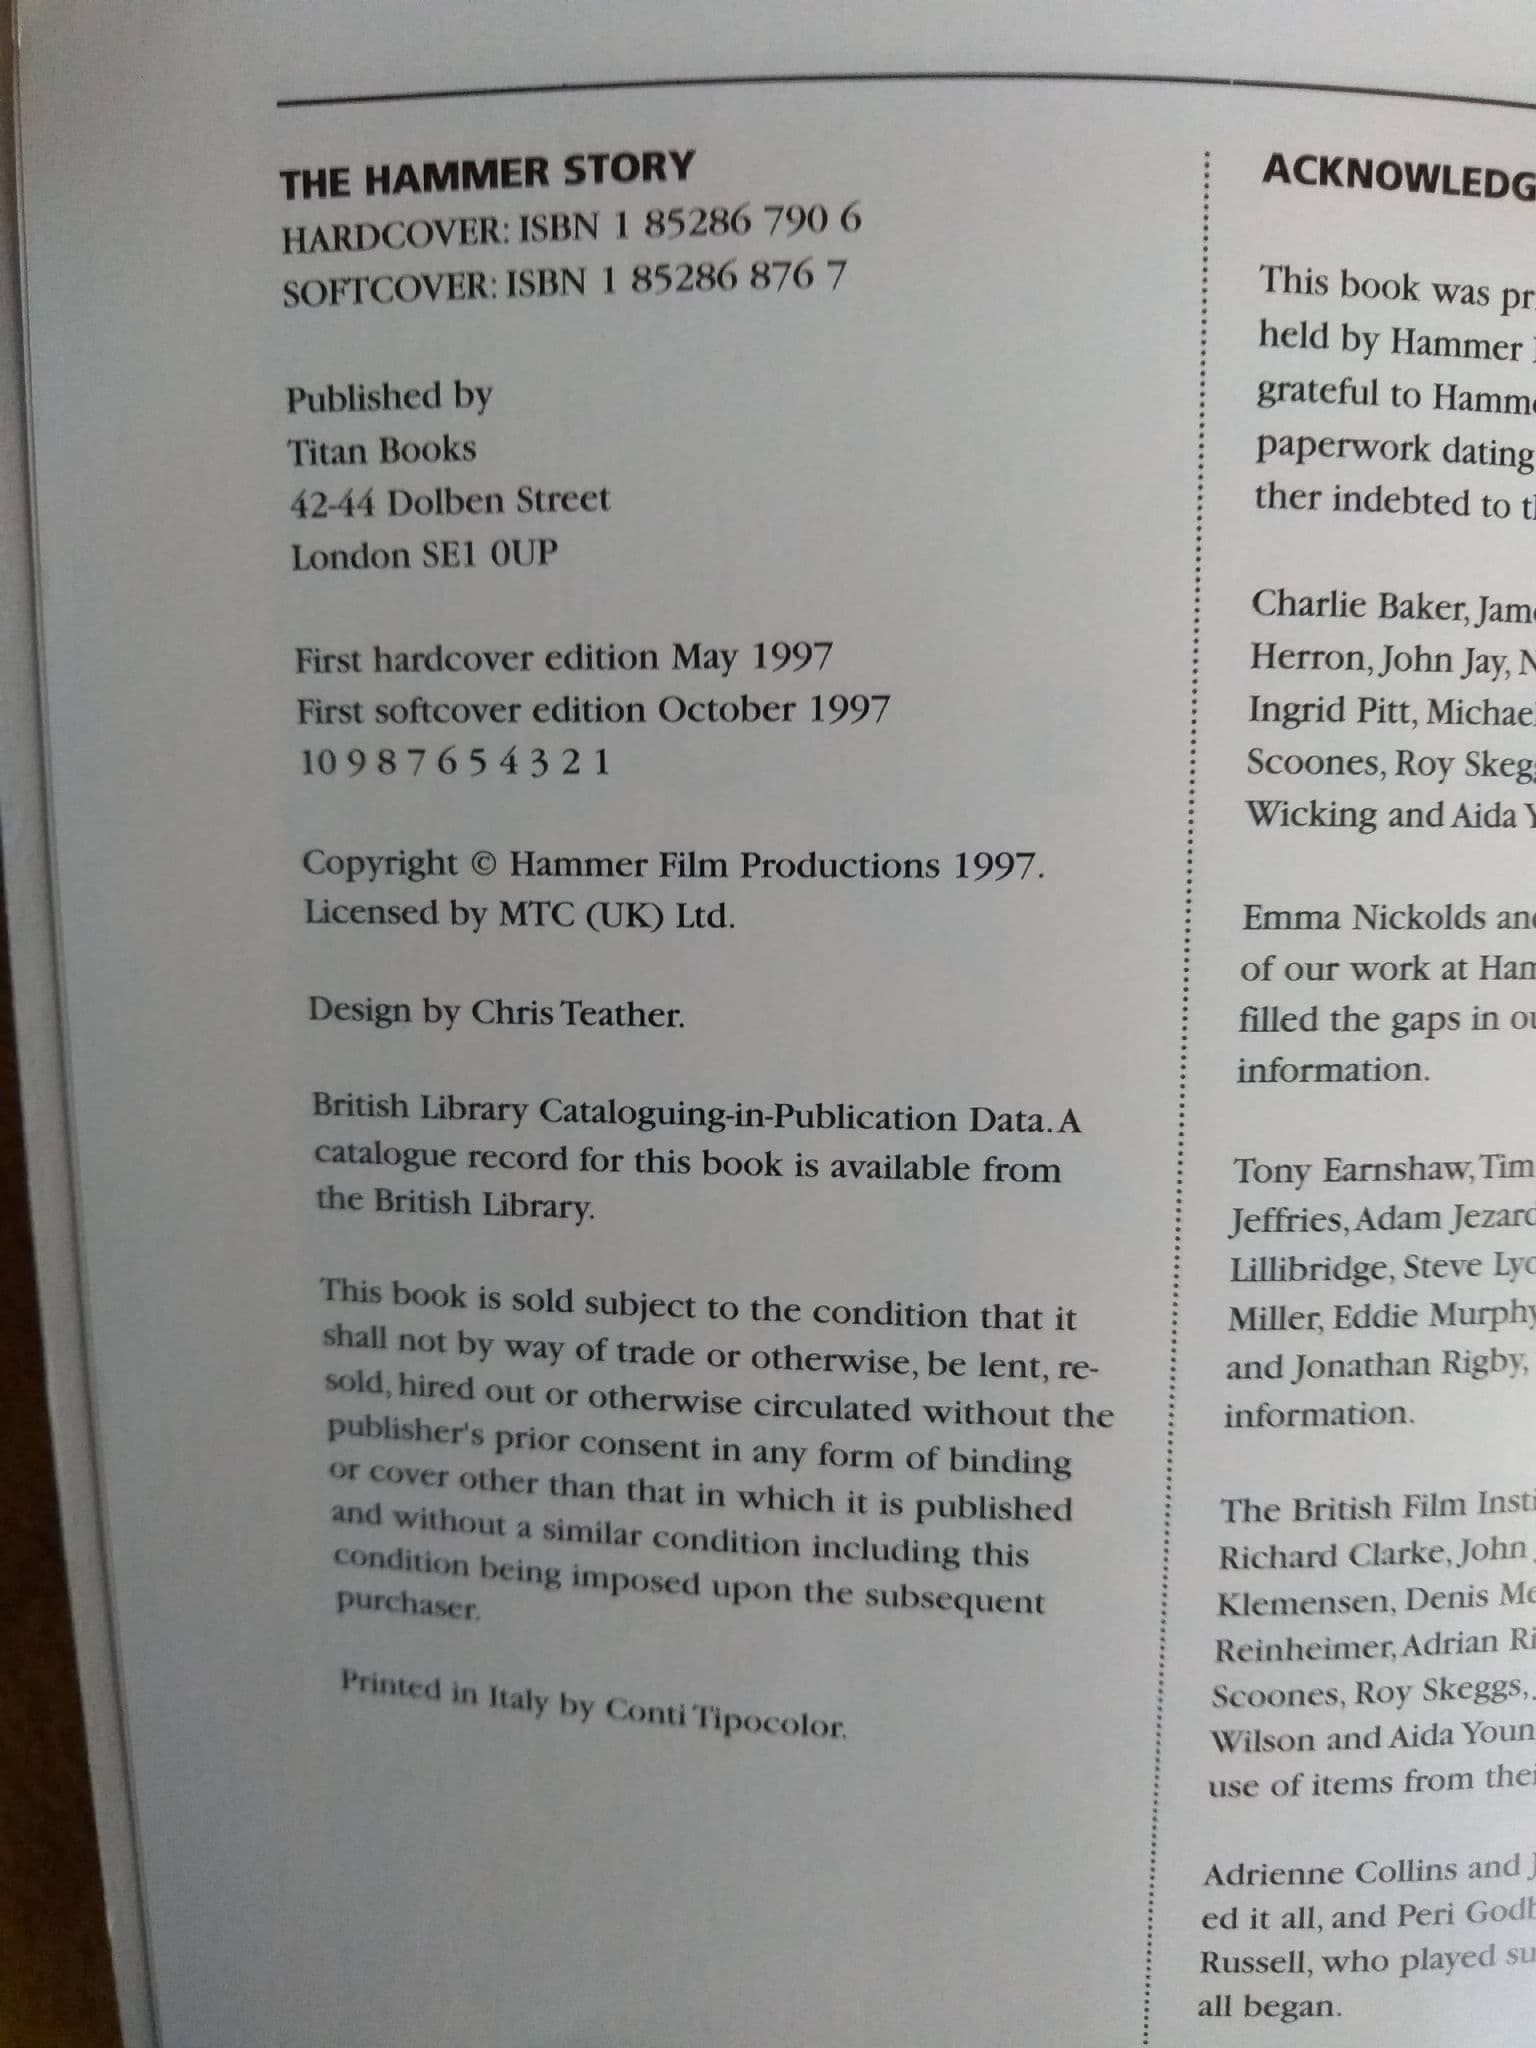 THE HAMMER STORY
HARDCOVER: ISBN 1 85286 790 6
SOFTCOVER: ISBN 1 85286 876 7
Published by
Titan Books
42-44 Dolben Street
London SE1 0UP
First hardcover edition May 1997
First softcover edition October 1997
10 9 8 7 6 5 4 3 2 1
Copyright © Hammer Film Productions 1997.
Licensed by MTC (UK) Ltd.
Design by Chris Teather.
British Library Cataloguing-in-Publication Data. A
catalogue record for this book is available from
the British Library.
This book is sold subject to the condition that it
shall not by way of trade or otherwise, be lent, re-
sold, hired out or otherwise circulated without the
publisher's prior consent in any form of binding
or cover other than that in which it is published
and without a similar condition including this
condition being imposed upon the subsequent
purchaser.
Printed in Italy by Conti Tipocolor.
This book was
held by Hammer
grateful to
paperwork dating
ther indebted to
Charlie Baker,
Herron, John Jay,
Ingrid Pitt,
Scoones, Roy
Wicking and Aida
Emma Nickolds
of our work at
filled the gaps in
information.
Tony Earnshaw, Tim
Jeffries, Adam
Lillibridge, Steve
Miller, Eddie Murphy
and Jonathan Rigby,
information.
The British Film
Richard Clarke, John
Klemensen, Denis
Reinheimer, Adrian
Scoones, Roy Skeggs,
Wilson and Aida
use of items from
Adrienne Collins and
ed it all, and Peri
Russell, who played
all began.